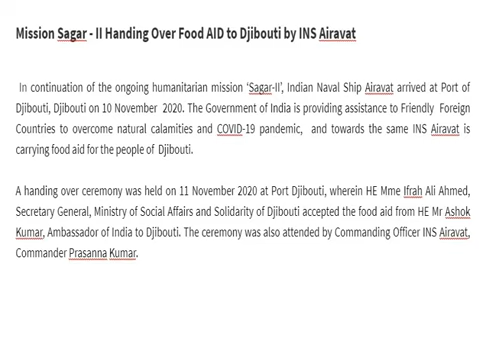 Mission Sagar - II Handing Over Food AID to Djibouti by INS Airavat
In continuation of the ongoing humanitarian mission ‘Sagar-II’, Indian Naval Ship Airavat arrived at Port of
Djibouti, Djibouti on 10 November 2020. The Government of India is providing assistance to Friendly Foreign
Countries to overcome natural calamities and COVID-19 pandemic, and towards the same INS Airavat is
carrying food aid for the people of Djibouti.
A handing over ceremony was held on 11 November 2020 at Port Djibouti, wherein HE Mme Ifrah Ali Ahmed,
Secretary General, Ministry of Social Affairs and Solidarity of Djibouti accepted the food aid from HE Mr Ashok
Kumar, Ambassador of India to Djibouti. The ceremony was also attended by Commanding Officer INS Airavat,
Commander Prasanna Kumar.